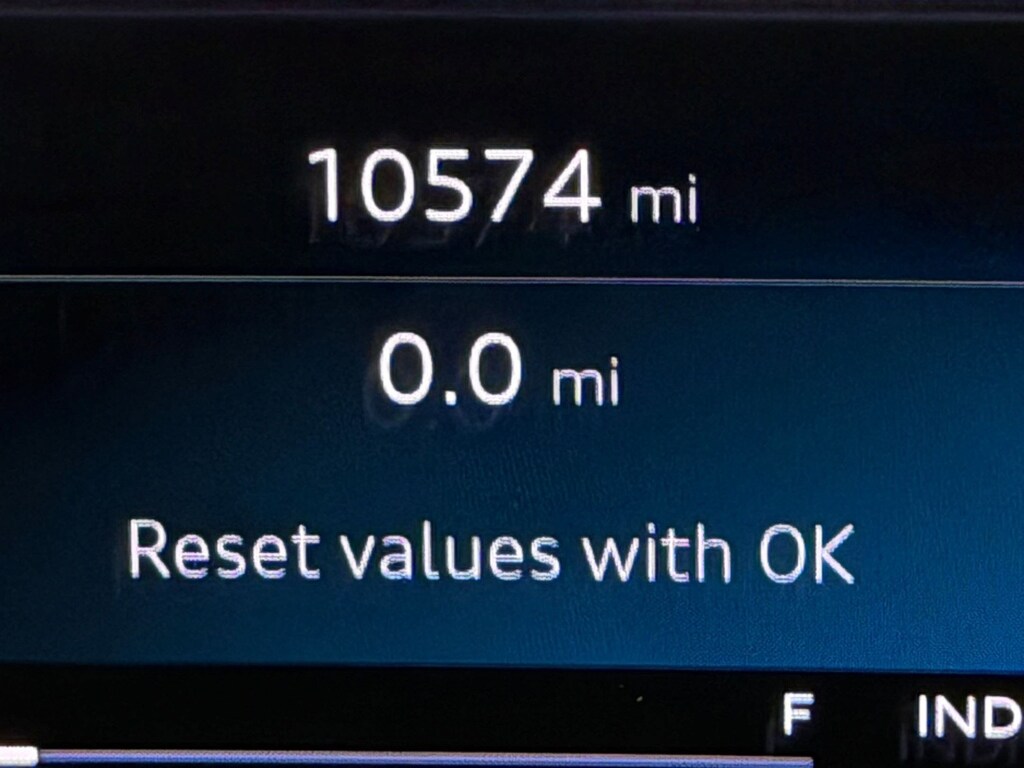 10574 mi
0.0 mi
Reset values with OK
F IND